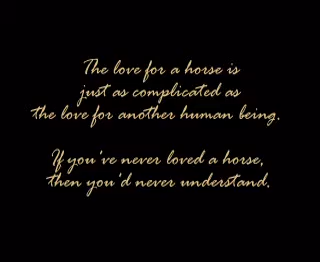 The love for a horse is
just as complicated as
the love for another human being.
If you've never loved a horse,
then you'd never understand.